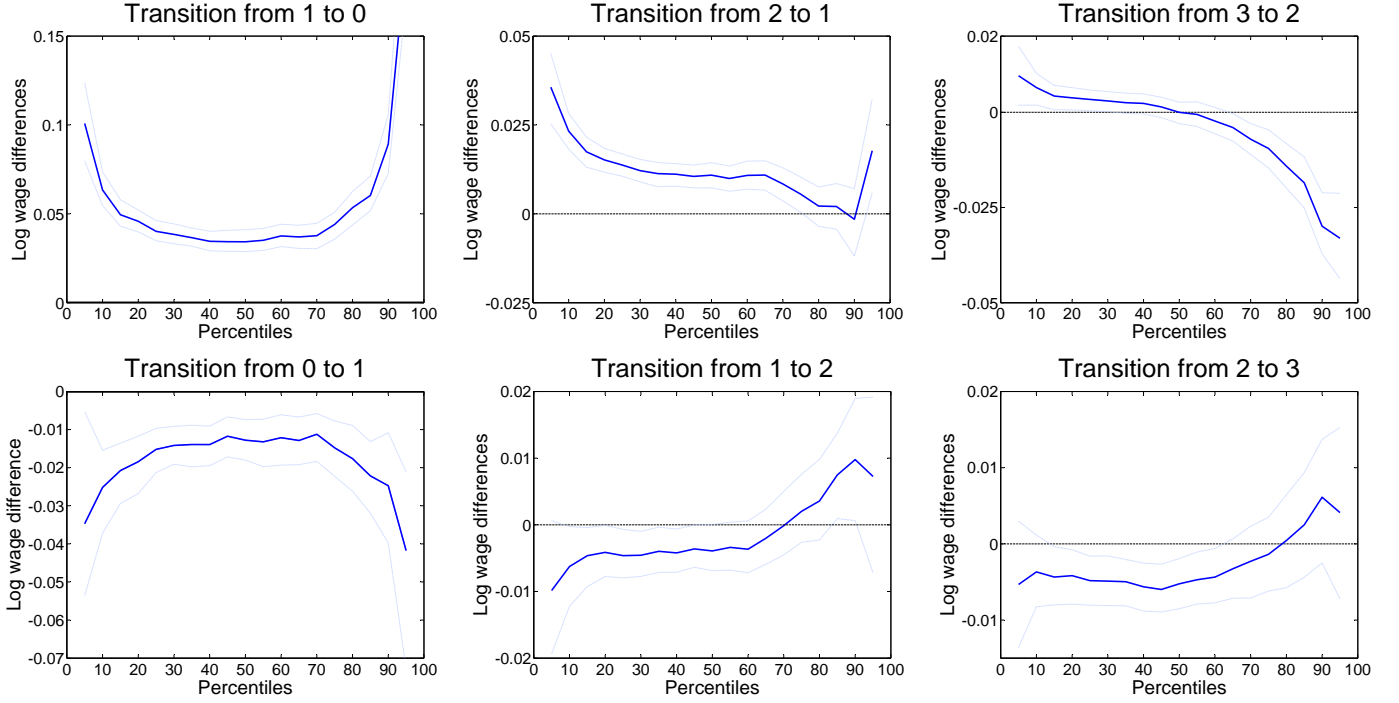 Transition from 1 to 0
Log wage differences
0.15
0.1
0.05
0
0 10 20 30 40 50 60 70 80 90 100
Percentiles
Transition from 2 to 1
Log wage differences
0.05
0.025
0
-0.025
0 10 20 30 40 50 60 70 80 90 100
Percentiles
Transition from 3 to 2
Log wage differences
0.02
0
-0.025
-0.05
0 10 20 30 40 50 60 70 80 90 100
Percentiles
Transition from 0 to 1
Log wage difference
0
-0.01
-0.02
-0.03
-0.04
-0.05
-0.06
-0.07
0 10 20 30 40 50 60 70 80 90 100
Percentiles
Transition from 1 to 2
Log wage differences
0.02
0.01
0
-0.01
-0.02
0 10 20 30 40 50 60 70 80 90 100
Percentiles
Transition from 2 to 3
Log wage differences
0.02
0.01
0
-0.01
0 10 20 30 40 50 60 70 80 90 100
Percentiles